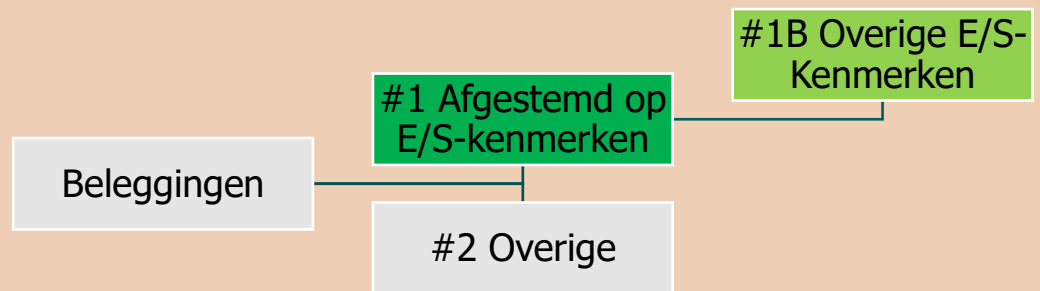 #1B Overige E/S-
Kenmerken
#1 Afgestemd op
E/S-kenmerken
Beleggingen
#2 Overige